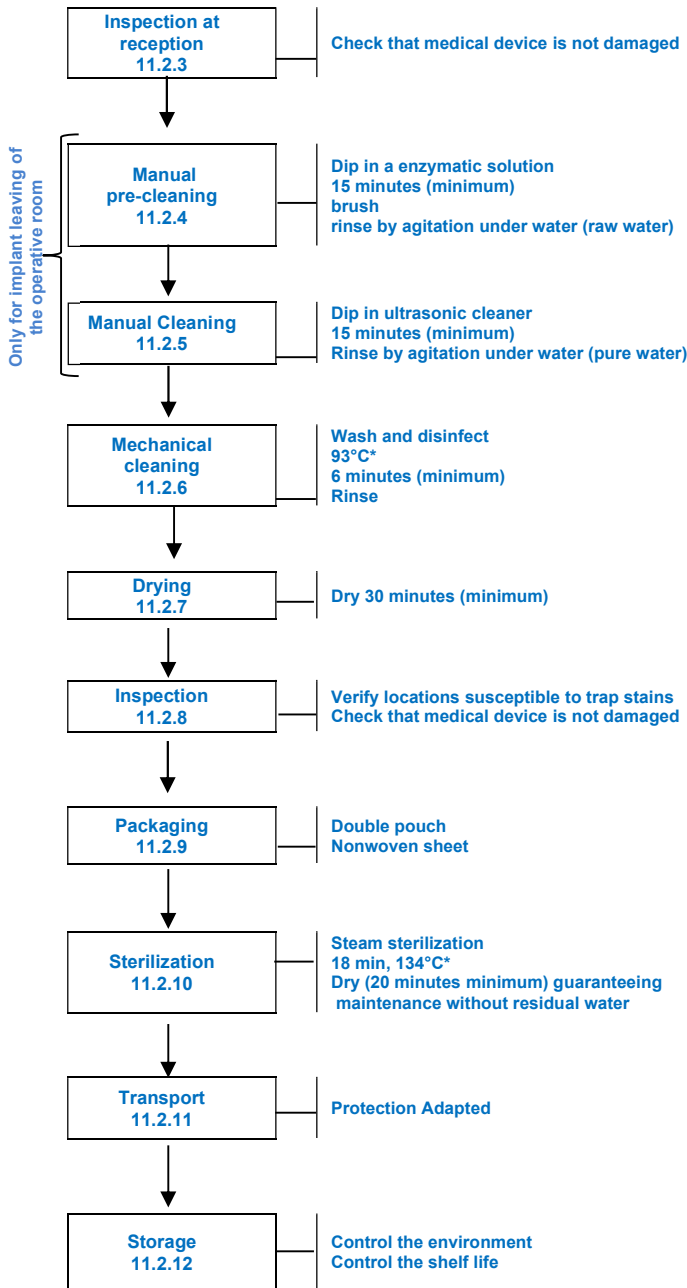 Inspection at
reception
11.2.3
Check that medical device is not damaged
Only for implant leaving of
the operative room
Manual
pre-cleaning
11.2.4
Dip in a enzymatic solution
15 minutes (minimum)
brush
rinse by agitation under water (raw water)
Manual Cleaning
11.2.5
Dip in ultrasonic cleaner
15 minutes (minimum)
Rinse by agitation under water (pure water)
Mechanical
cleaning
11.2.6
Wash and disinfect
93°C*
6 minutes (minimum)
Rinse
Drying
11.2.7
Dry 30 minutes (minimum)
Inspection
11.2.8
Verify locations susceptible to trap stains
Check that medical device is not damaged
Packaging
11.2.9
Double pouch
Nonwoven sheet
Sterilization
11.2.10
Steam sterilization
18 min, 134°C*
Dry (20 minutes minimum) guaranteeing
maintenance without residual water
Transport
11.2.11
Protection Adapted
Storage
11.2.12
Control the environment
Control the shelf life